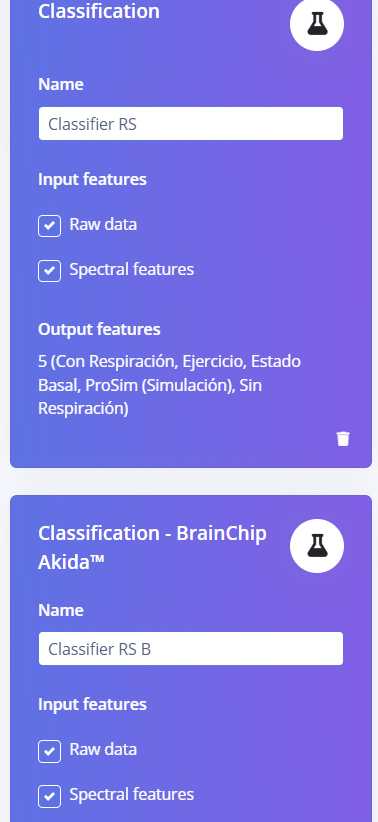 Classification
Name
Classifier RS
Input features
Raw data
Spectral features
Output features
5 (Con Respiración, Ejercicio, Estado
Basal, ProSim (Simulación), Sin
Respiración)
Classification - BrainChip
Akida™
Name
Classifier RS B
Input features
Raw data
Spectral features